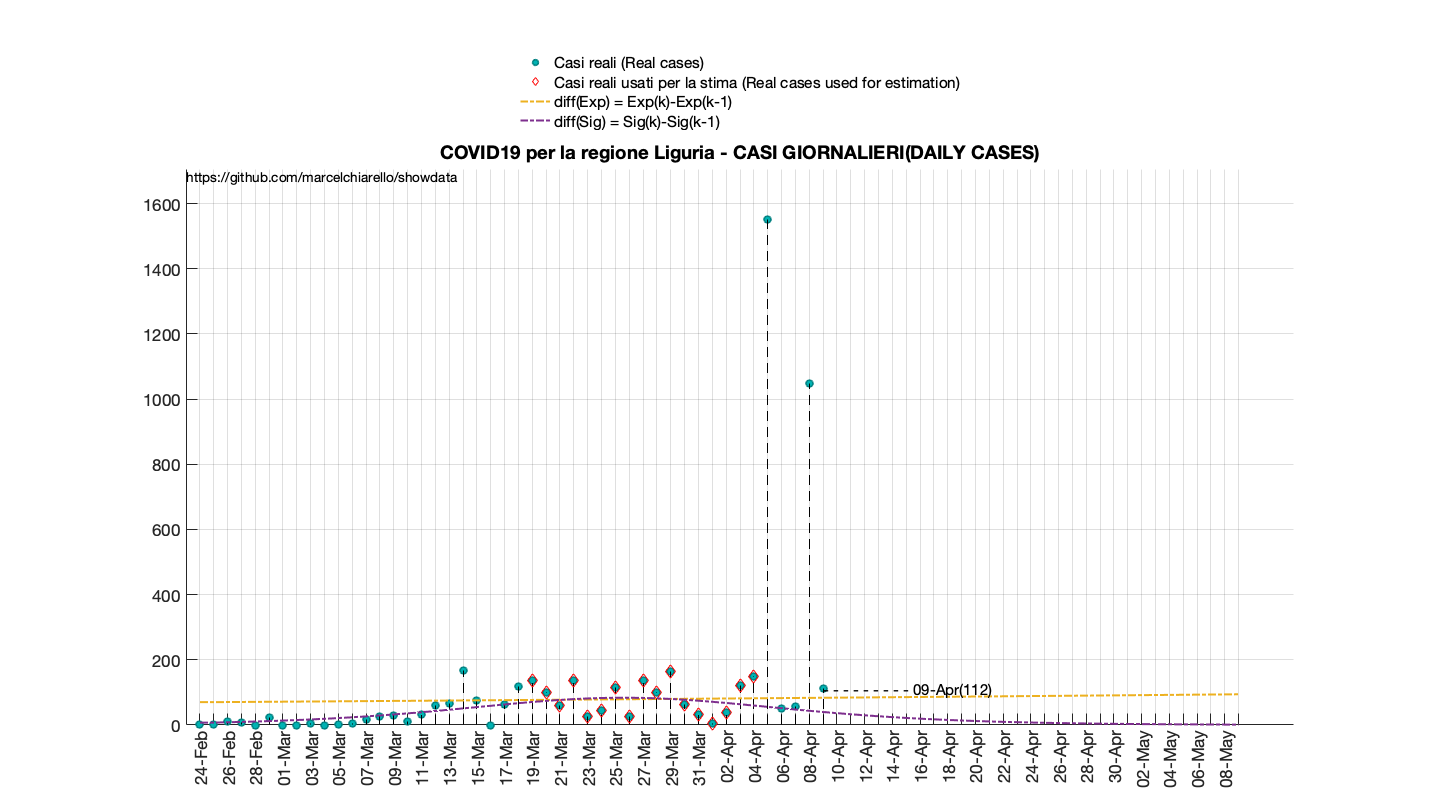 Casi reali (Real cases)
Casi reali usati per la stima (Real cases used for estimation)
diff(Exp) = Exp(k)-Exp(k-1)
diff(Sig) = Sig(k)-Sig(k-1)
COVID19 per la regione Liguria - CASI GIORNALIERI(DAILY CASES)
https://github.com/marcelchiarello/showdata
1600
1400
1200
1000
800
600
400
200
0
09-Apr(112)
24-Feb
26-Feb
28-Feb
01-Mar
03-Mar
05-Mar
07-Mar
09-Mar
11-Mar
13-Mar
15-Mar
17-Mar
19-Mar
21-Mar
23-Mar
25-Mar
27-Mar
29-Mar
31-Mar
02-Apr
04-Apr
06-Apr
08-Apr
10-Apr
12-Apr
14-Apr
16-Apr
18-Apr
20-Apr
22-Apr
24-Apr
26-Apr
28-Apr
30-Apr
02-May
04-May
06-May
08-May